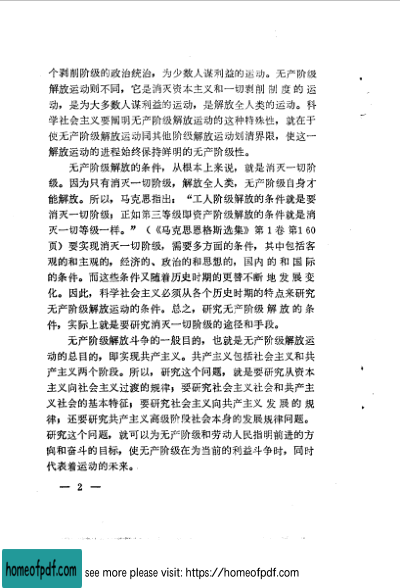 个剥削阶级的政治统治，为少数人谋利益的运动。无产阶级
解放运动则不同，它是消灭资本主义和一切剥削制度的运
动，是为大多数人谋利益的运动，是解放全人类的运动。科
学社会主义要阐明无产阶级解放运动的这种特殊性，就在于
使无产阶级解放运动同其他阶级解放运动划清界限，使这一
解放运动的进程始终保持鲜明的无产阶级性。
无产阶级解放的条件，从根本上来说，就是消灭一切阶
级。因为只有消灭一切阶级，解放全人类，无产阶级自身才
能解放。所以，马克思指出：“工人阶级解放的条件就是要
消灭一切阶级；正如第三等级即资产阶级解放的条件就是消
灭一切等级一样。”（《马克思恩格斯选集》第1卷第160
页）要实现消灭一切阶级，需要多方面的条件，其中包括客
观的和主观的，经济的、政治的和思想的，国内的和国际
的条件。而这些条件又随着历史时期的更替不断地发展变
化。因此，科学社会主义必须从各个历史时期的特点来研究
无产阶级解放运动的条件。总之，研究无产阶级解放的条
件，实际上就是要研究消灭一切阶级的途径和手段。
无产阶级解放斗争的一般目的，也就是无产阶级解放运
动的总目的，即实现共产主义。共产主义包括社会主义和共
产主义两个阶段。所以，研究这个问题，就是要研究从资本
主义向社会主义过渡的规律；要研究社会主义社会和共产主
义社会的基本特征；要研究社会主义向共产主义发展的规
律；还要研究共产主义高级阶段社会本身的发展规律问题。
研究这个问题，就可以为无产阶级和劳动人民指明前进的方
向和奋斗的目标，使无产阶级在为当前的利益斗争时，同时
代表着运动的未来。
— 2 —
homeofpdf.com
see more please visit: https://homeofpdf.com